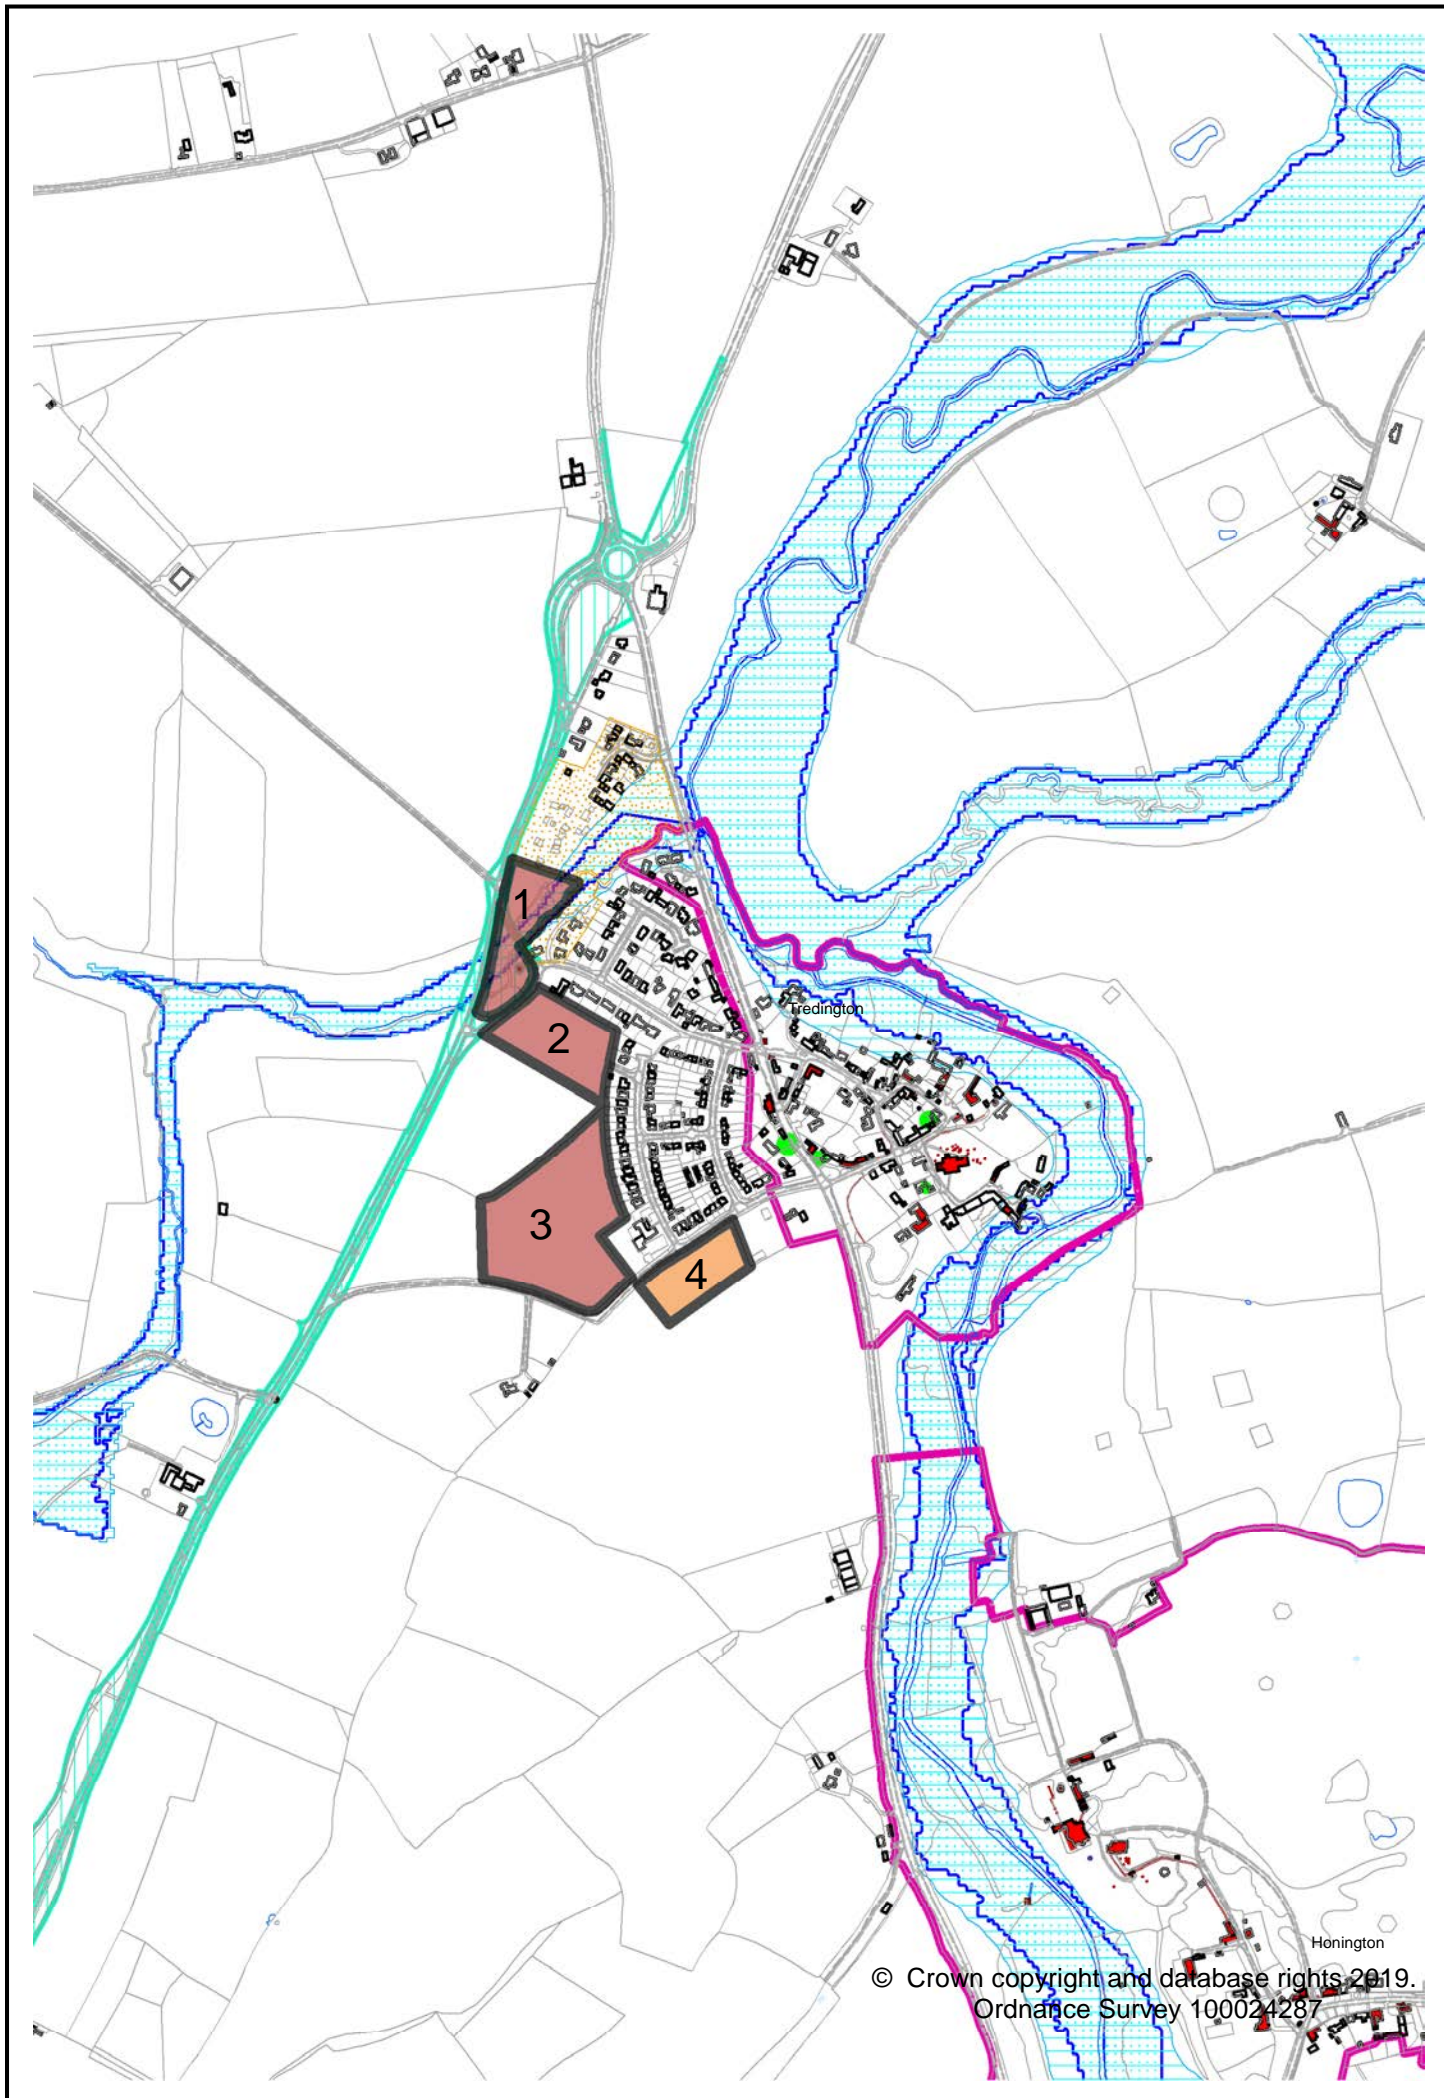 1
2
Tredington
3
4
Honington
© Crown copyright and database rights 2019.
Ordnance Survey 100024287